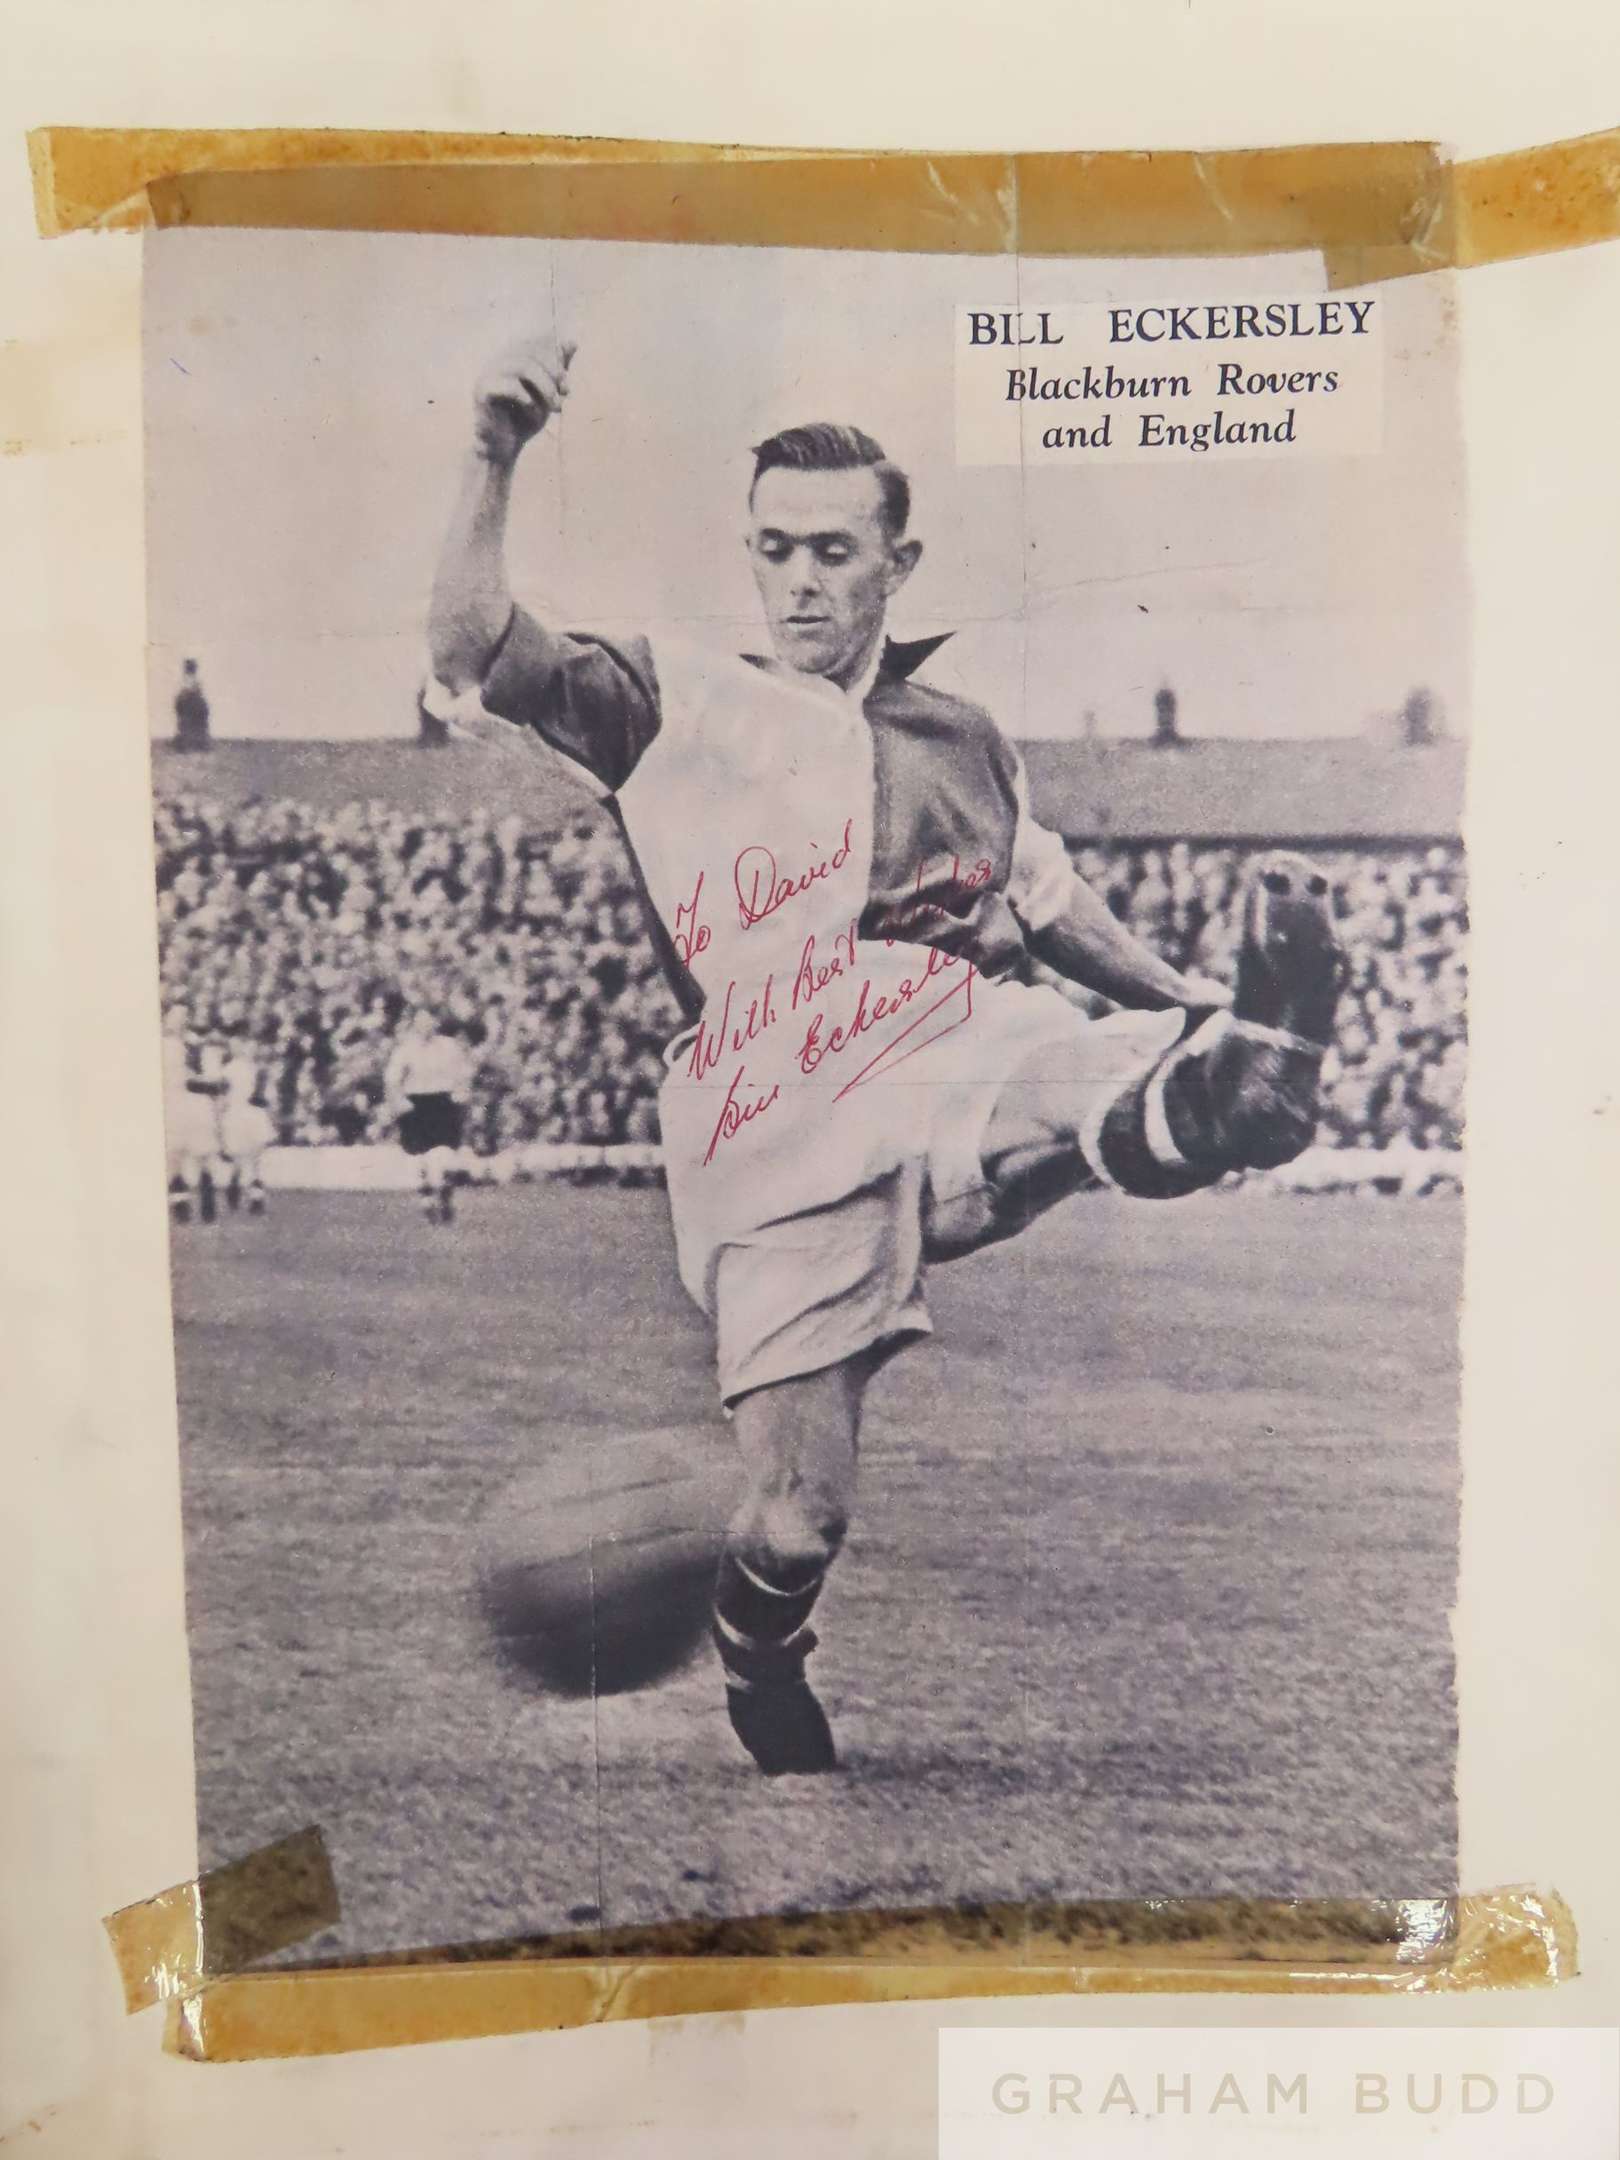 BILL ECKERSLEY
Blackburn Rovers
and England
To David
With Best Wishes
Bill Eckersley
GRAHAM BUDD